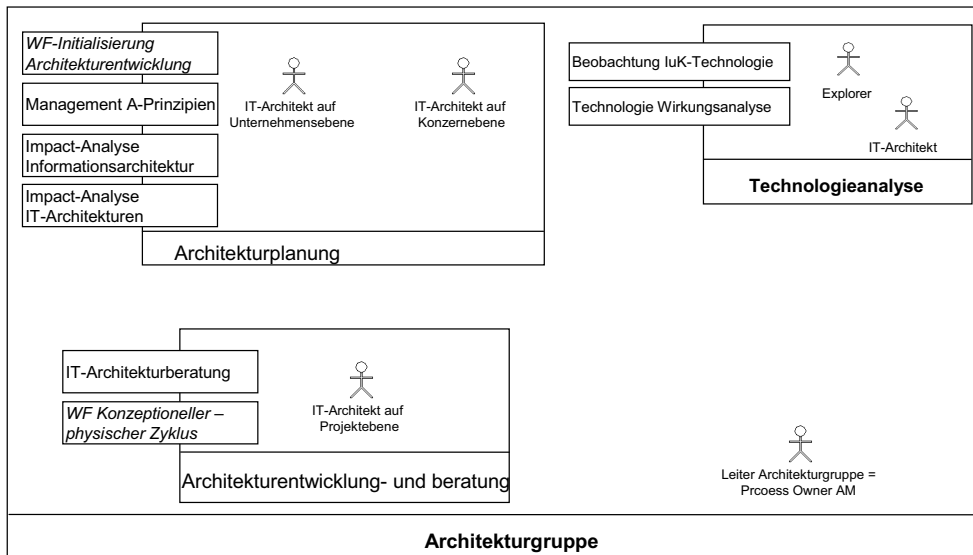 WF-Initialisierung
Architekturentwicklung
Management A-Prinzipien
Impact-Analyse
Informationsarchitektur
Impact-Analyse
IT-Architekturen
IT-Architekt auf
Unternehmensebene
IT-Architekt auf
Konzernebene
Architekturplanung
Beobachtung IuK-Technologie
Technologie Wirkungsanalyse
Explorer
IT-Architekt
Technologieanalyse
IT-Architekturberatung
WF Konzeptioneller –
physischer Zyklus
IT-Architekt auf
Projektebene
Architekturentwicklung- und beratung
Leiter Architekturgruppe =
Prcoess Owner AM
Architekturgruppe